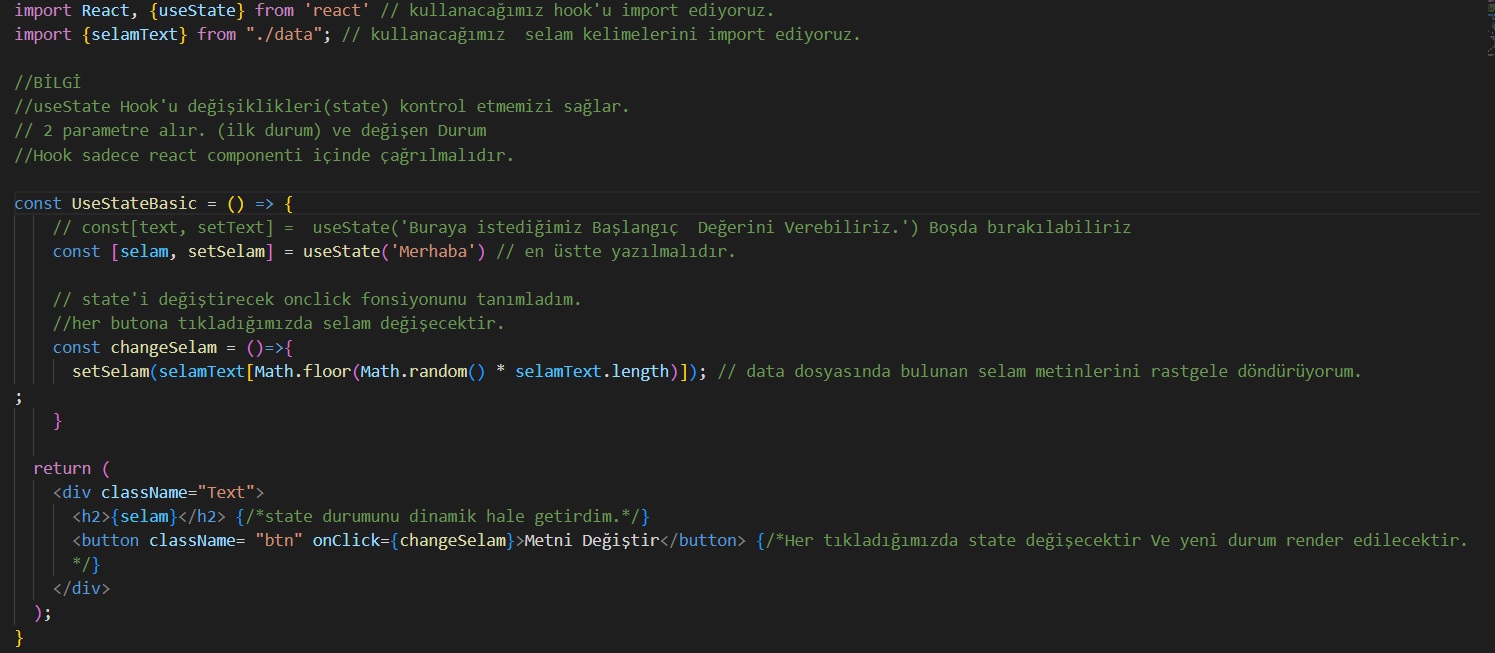 import React, {useState} from 'react' // kullanacağımız hook'u import ediyoruz.
import {selamText} from "./data"; // kullanacağımız  selam kelimelerini import ediyoruz.
//BİLGİ
//useState Hook'u değişiklikleri(state) kontrol etmemizi sağlar.
// 2 parametre alır. (ilk durum) ve değişen Durum
//Hook sadece react componenti içinde çağrılmalıdır.
const UseStateBasic = () => {
    // const[text, setText] =  useState('Buraya istediğimiz Başlangıç  Değerini Verebiliriz.') Boşda bırakılabiliriz
    const [selam, setSelam] = useState('Merhaba') // en üstte yazılmalıdır.
    // state'i değiştirecek onclick fonsiyonunu tanımladım.
    //her butona tıkladığımızda selam değişecektir.
    const changeSelam = ()=>{
      setSelam(selamText[Math.floor(Math.random() * selamText.length)]); // data dosyasında bulunan selam metinlerini rastgele döndürüyorum.
;
    }
  return (
    <div className="Text">
      <h2>{selam}</h2> {/*state durumunu dinamik hale getirdim.*/}
      <button className= "btn" onClick={changeSelam}>Metni Değiştir</button> {/*Her tıkladığımızda state değişecektir Ve yeni durum render edilecektir.
      */}
    </div>
  );
}